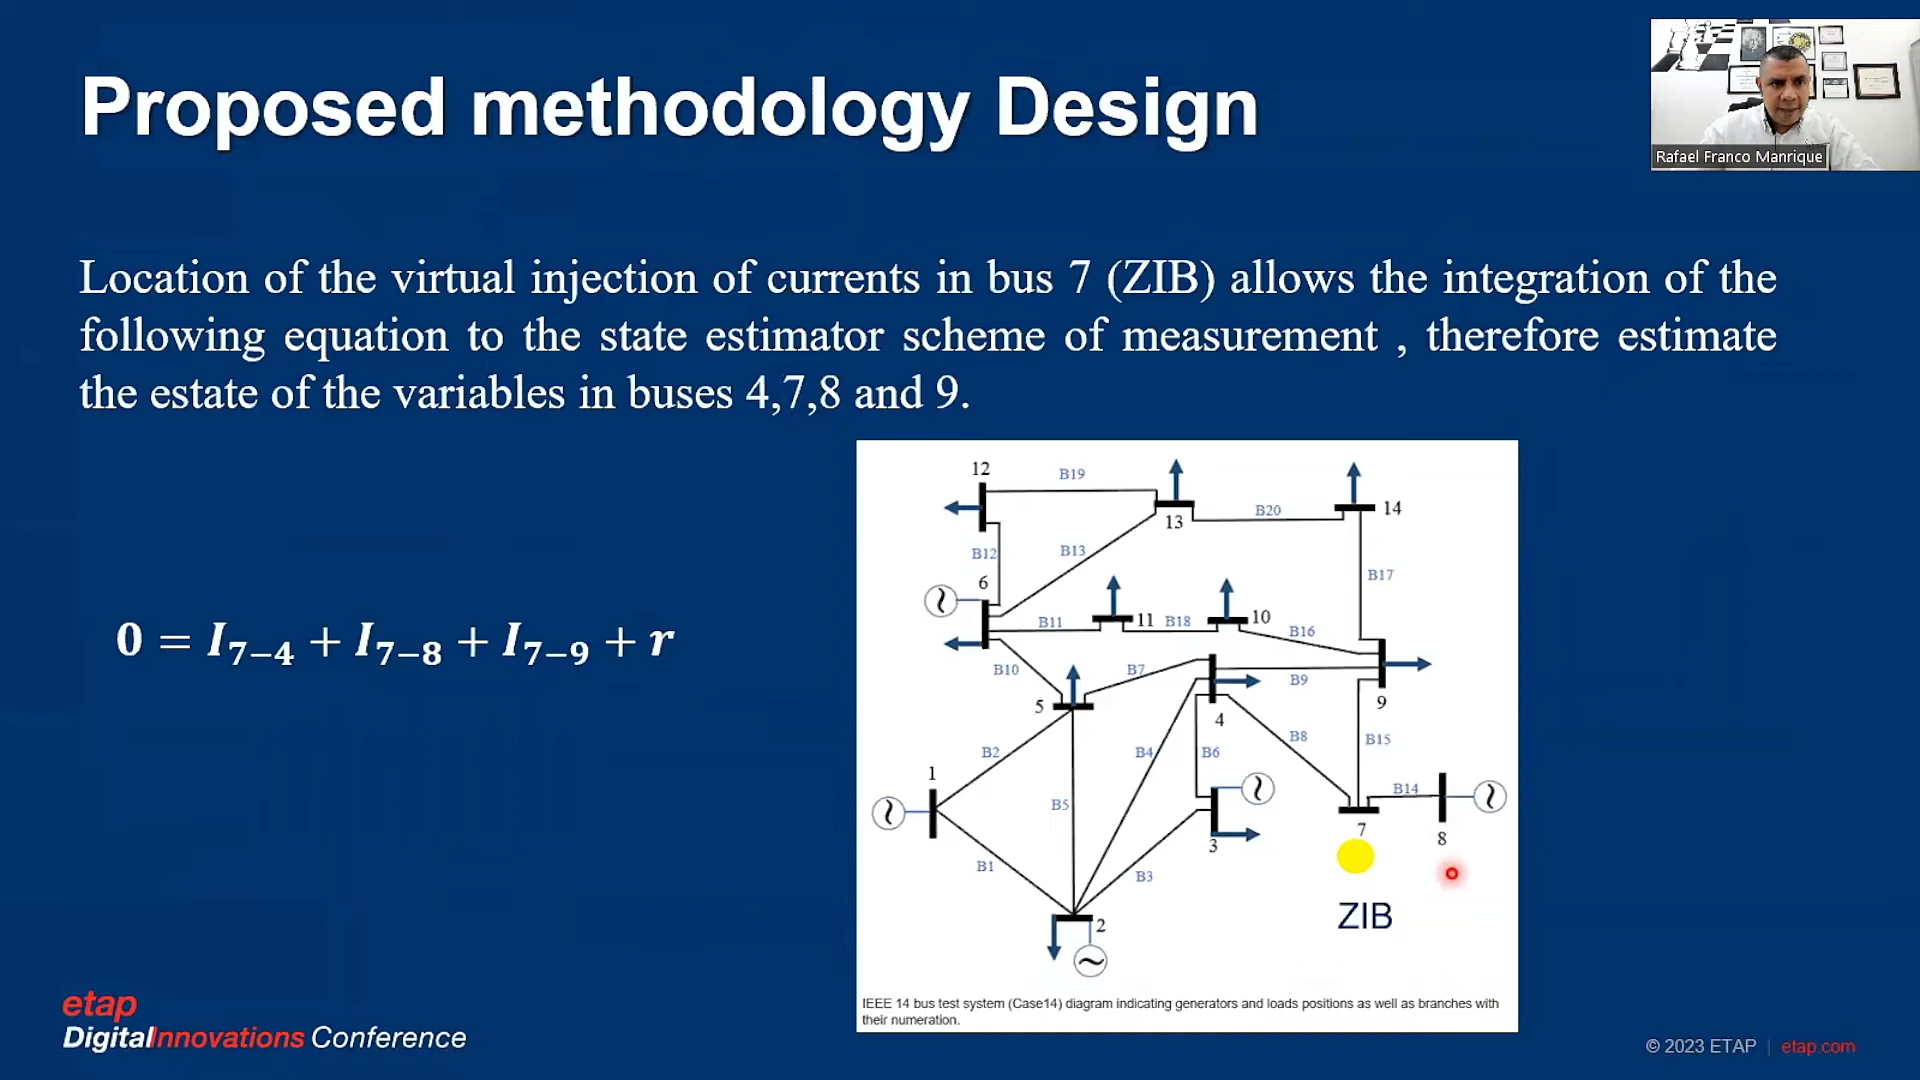 Proposed methodology Design
Rafael Franco Manrique
Location of the virtual injection of currents in bus 7 (ZIB) allows the integration of the
following equation to the state estimator scheme of measurement , therefore estimate
the estate of the variables in buses 4,7,8 and 9.
0 = I₇₋₄ + I₇₋₈ + I₇₋₉ + r
12
B19
13
14
B20
B12
B13
B17
6
B11
11
B18
10
B16
B10
B7
B9
5
4
9
B2
B4
B6
B8
B15
1
B5
B14
3
7
8
B1
B3
2
ZIB
IEEE 14 bus test system (Case14) diagram indicating generators and loads positions as well as branches with
their numeration.
etap
DigitalInnovations Conference
© 2023 ETAP | etap.com